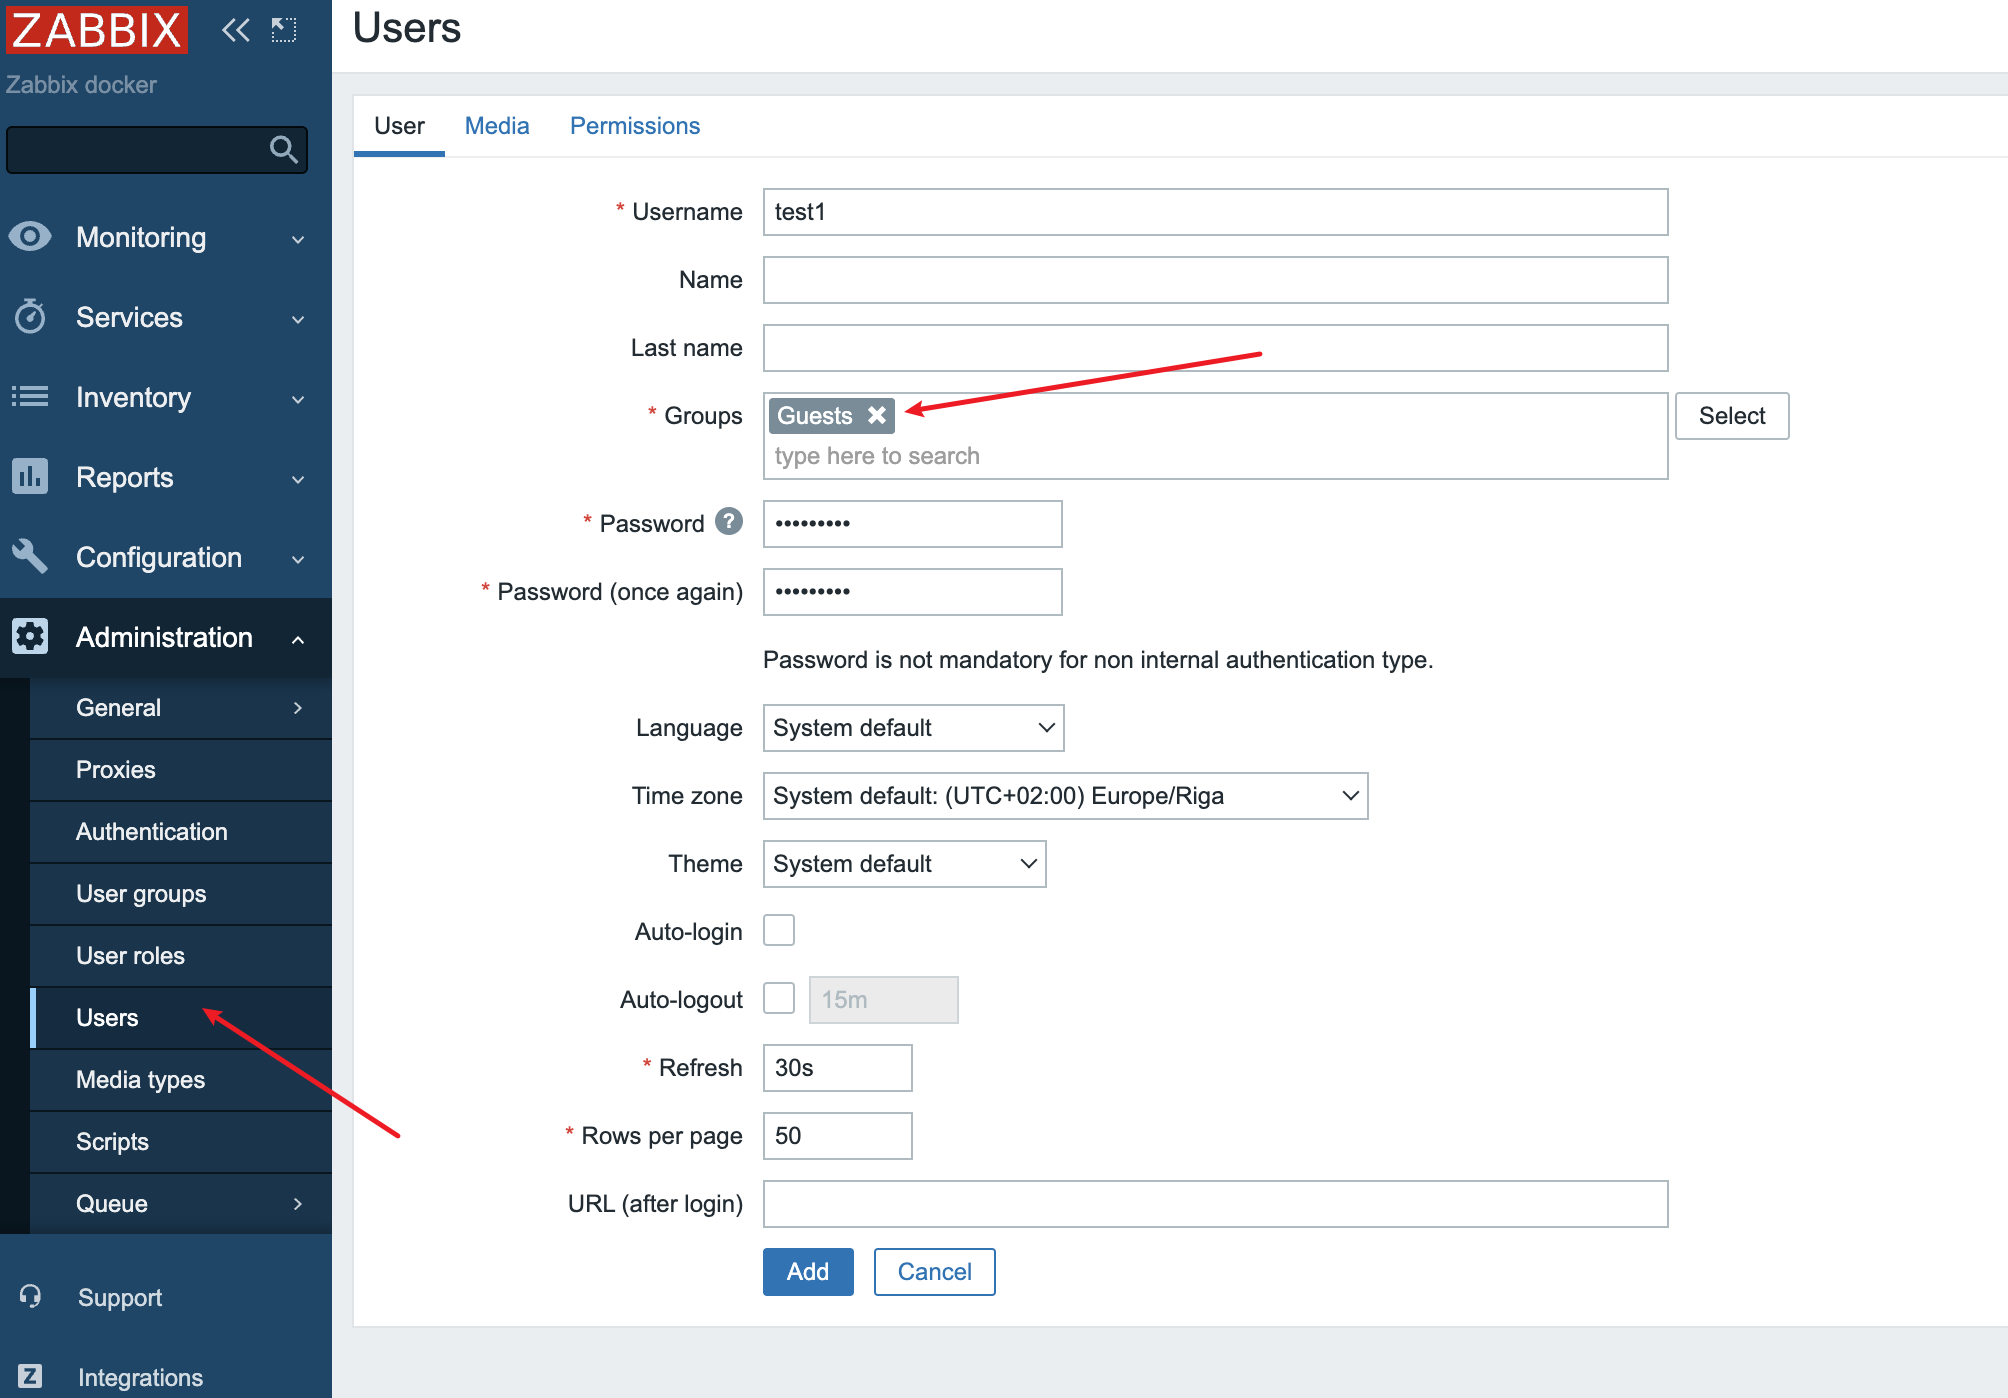 ZABBIX
Zabbix docker
Monitoring
Services
Inventory
Reports
Configuration
Administration
General
Proxies
Authentication
User groups
User roles
Users
Media types
Scripts
Queue
Support
Z
Integrations
Users
User Media Permissions
* Username test1
Name
Last name
* Groups Guests Select
type here to search
* Password ? •••••••••
* Password (once again) •••••••••
Password is not mandatory for non internal authentication type.
Language System default
Time zone System default: (UTC+02:00) Europe/Riga
Theme System default
Auto-login
Auto-logout 15m
* Refresh 30s
* Rows per page 50
URL (after login)
Add Cancel